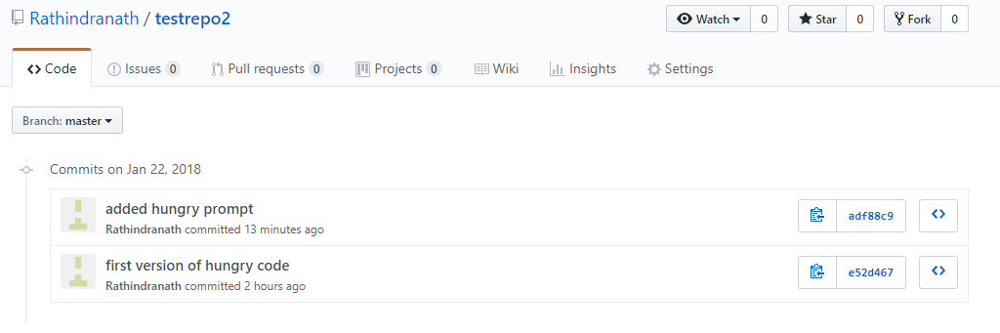 Rathindranath / testrepo2
Watch 0 Star 0 Fork 0
Code Issues 0 Pull requests 0 Projects 0 Wiki Insights Settings
Branch: master
Commits on Jan 22, 2018
added hungry prompt
Rathindranath committed 13 minutes ago
adf88c9
first version of hungry code
Rathindranath committed 2 hours ago
e52d467